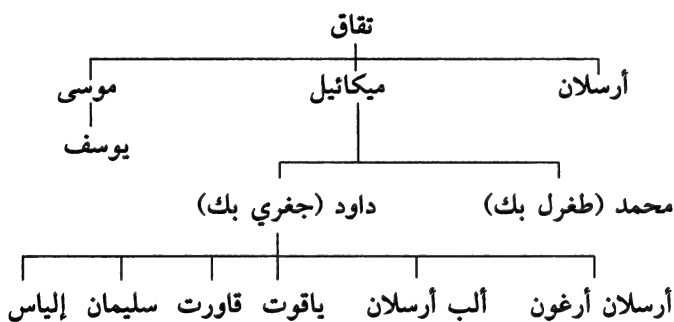 تقاق
أرسلان ميكائيل موسى
يوسف
محمد (طغرل بك) داود (جغري بك)
أرسلان أرغون ألب أرسلان ياقوت قاورت سليمان إلياس